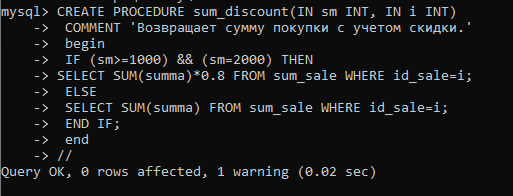 mysql> CREATE PROCEDURE sum_discount(IN sm INT, IN i INT)
    -> COMMENT 'Возвращает сумму покупки с учетом скидки.'
    -> begin
    -> IF (sm>=1000) && (sm=2000) THEN
    -> SELECT SUM(summa)*0.8 FROM sum_sale WHERE id_sale=i;
    -> ELSE
    -> SELECT SUM(summa) FROM sum_sale WHERE id_sale=i;
    -> END IF;
    -> end
    -> //
Query OK, 0 rows affected, 1 warning (0.02 sec)